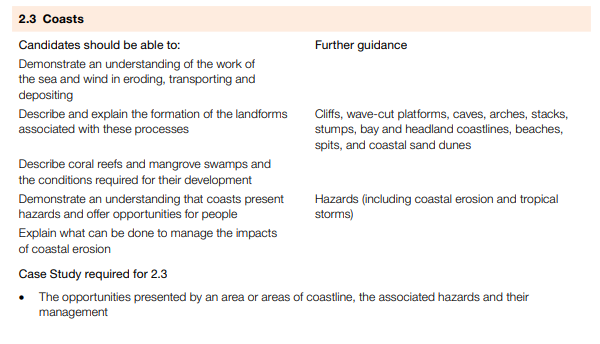 2.3 Coasts
Candidates should be able to:
Further guidance
Demonstrate an understanding of the work of
the sea and wind in eroding, transporting and
depositing
Describe and explain the formation of the landforms
associated with these processes
Cliffs, wave-cut platforms, caves, arches, stacks,
stumps, bay and headland coastlines, beaches,
spits, and coastal sand dunes
Describe coral reefs and mangrove swamps and
the conditions required for their development
Demonstrate an understanding that coasts present
hazards and offer opportunities for people
Hazards (including coastal erosion and tropical
storms)
Explain what can be done to manage the impacts
of coastal erosion
Case Study required for 2.3
• The opportunities presented by an area or areas of coastline, the associated hazards and their
management